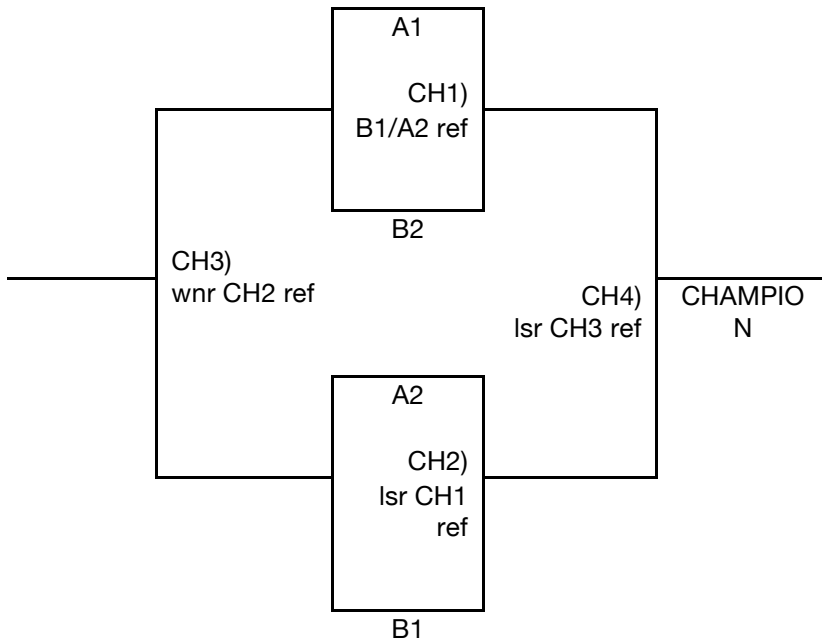 A1
CH1)
B1/A2 ref
B2
CH3)
wnr CH2 ref
CH4)
lsr CH3 ref
CHAMPIO
N
A2
CH2)
lsr CH1
ref
B1